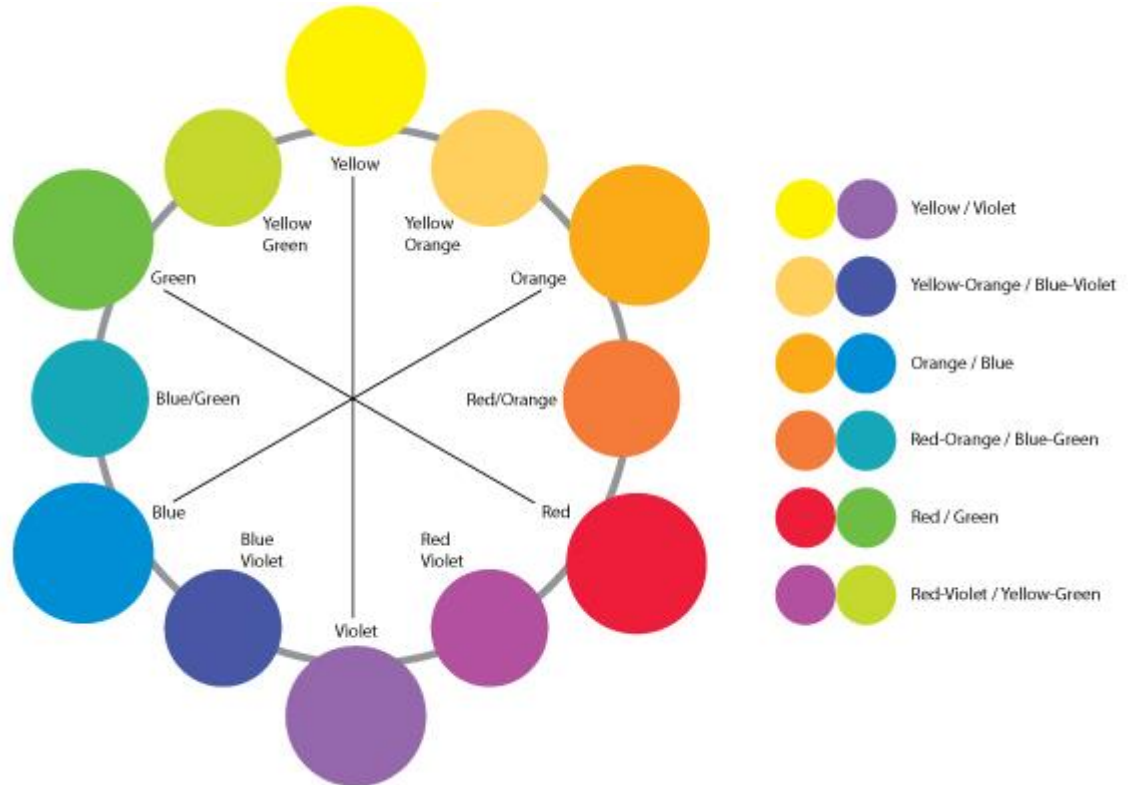 Yellow
Yellow
Green
Yellow
Orange
Green
Orange
Blue/Green
Red/Orange
Blue
Red
Blue
Violet
Red
Violet
Violet
Yellow / Violet
Yellow-Orange / Blue-Violet
Orange / Blue
Red-Orange / Blue-Green
Red / Green
Red-Violet / Yellow-Green